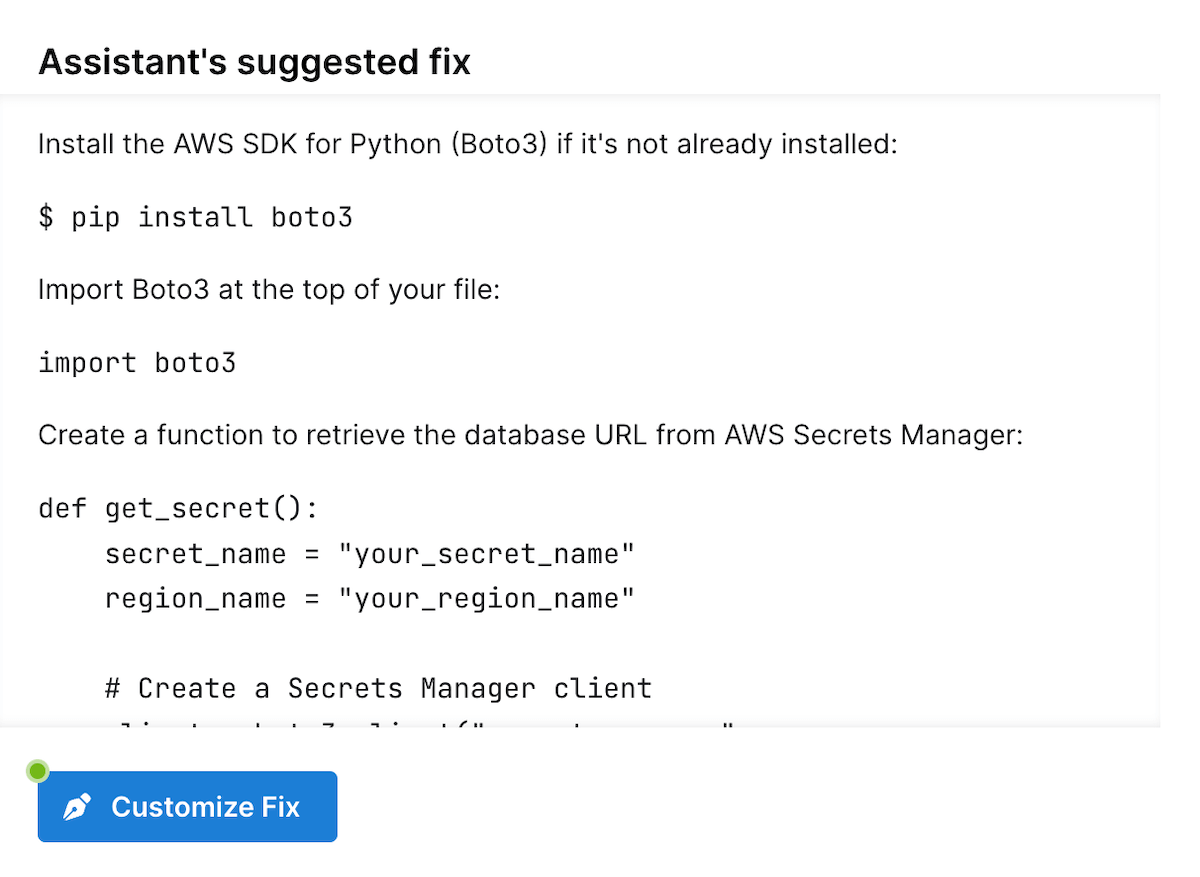 Assistant's suggested fix
Install the AWS SDK for Python (Boto3) if it's not already installed:
$ pip install boto3
Import Boto3 at the top of your file:
import boto3
Create a function to retrieve the database URL from AWS Secrets Manager:
def get_secret():
    secret_name = "your_secret_name"
    region_name = "your_region_name"
    # Create a Secrets Manager client
Customize Fix